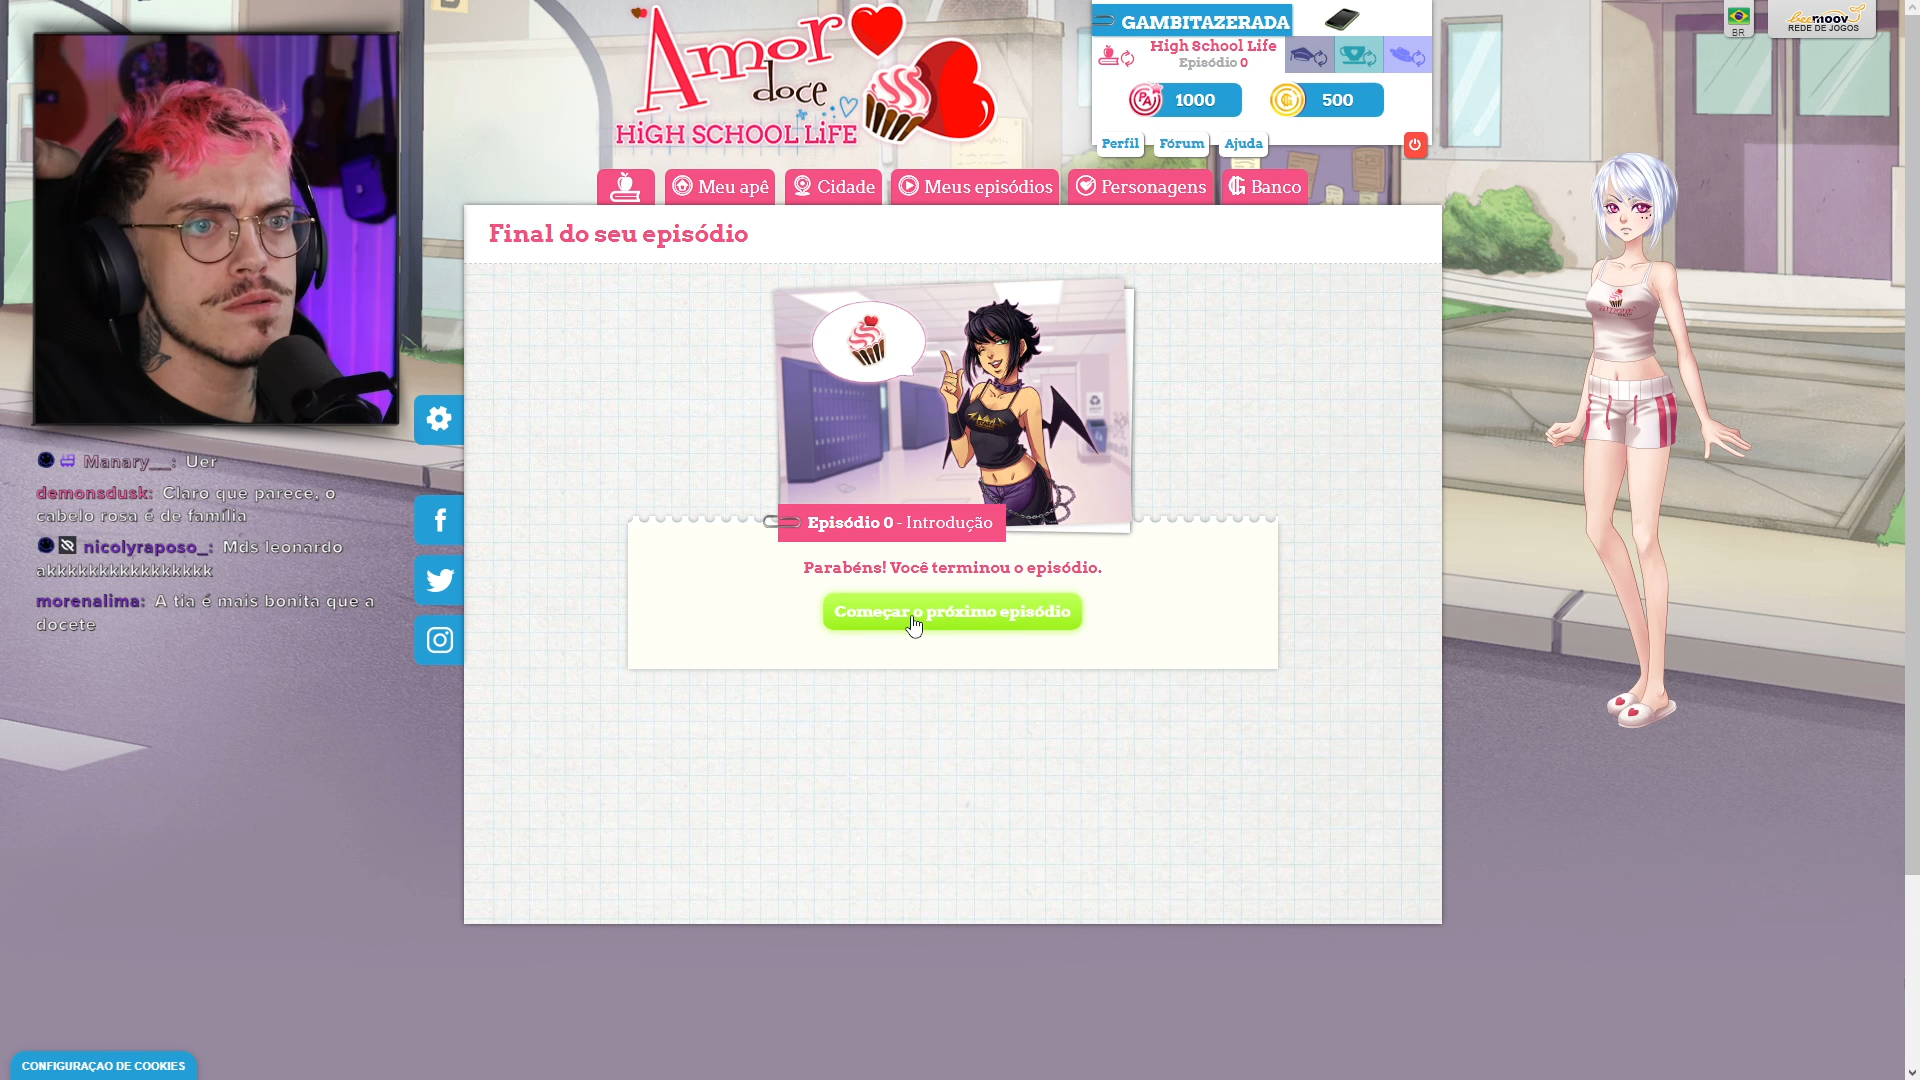 Amor
doce
HiGH SCHOOL LiFE
GAMBITAZERADA
High School Life
Episódio 0
PA 1000
500
Perfil Fórum Ajuda
BR
beemoov
REDE DE JOGOS
Meu apê Cidade Meus episódios Personagens Banco
Final do seu episódio
Episódio 0 - Introdução
Parabéns! Você terminou o episódio.
Começar o próximo episódio
Manary__: Uer
demonsdusk: Claro que parece, o
cabelo rosa é de família
nicolyraposo_: Mds leonardo
akkkkkkkkkkkkkkkk
morenalima: A tia é mais bonita que a
docete
CONFIGURAÇAO DE COOKIES